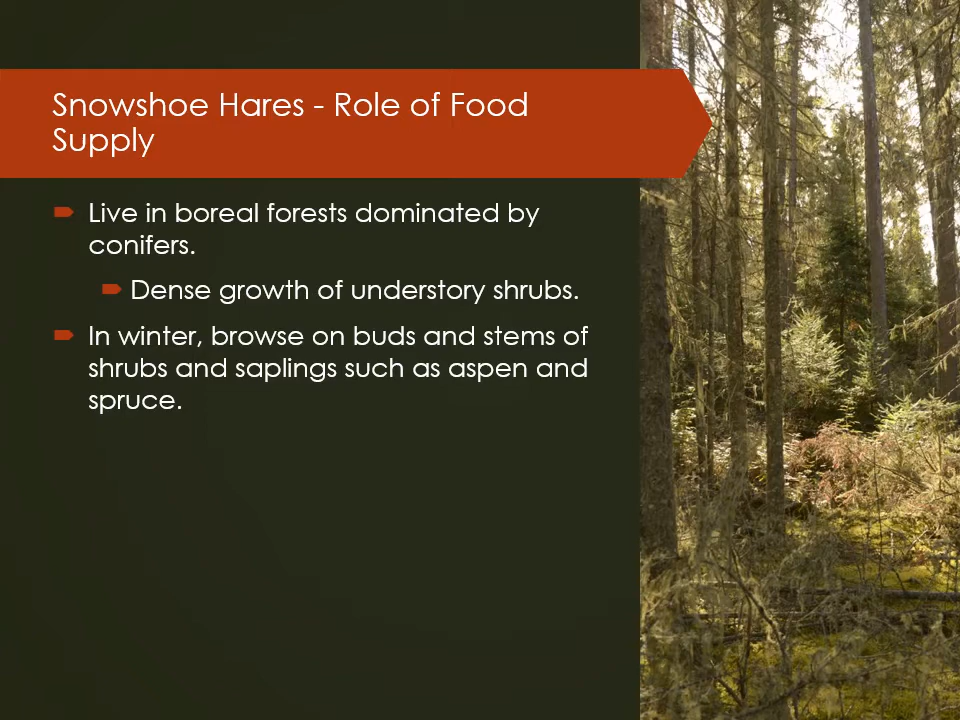 Snowshoe Hares - Role of Food
Supply
Live in boreal forests dominated by
conifers.
Dense growth of understory shrubs.
In winter, browse on buds and stems of
shrubs and saplings such as aspen and
spruce.